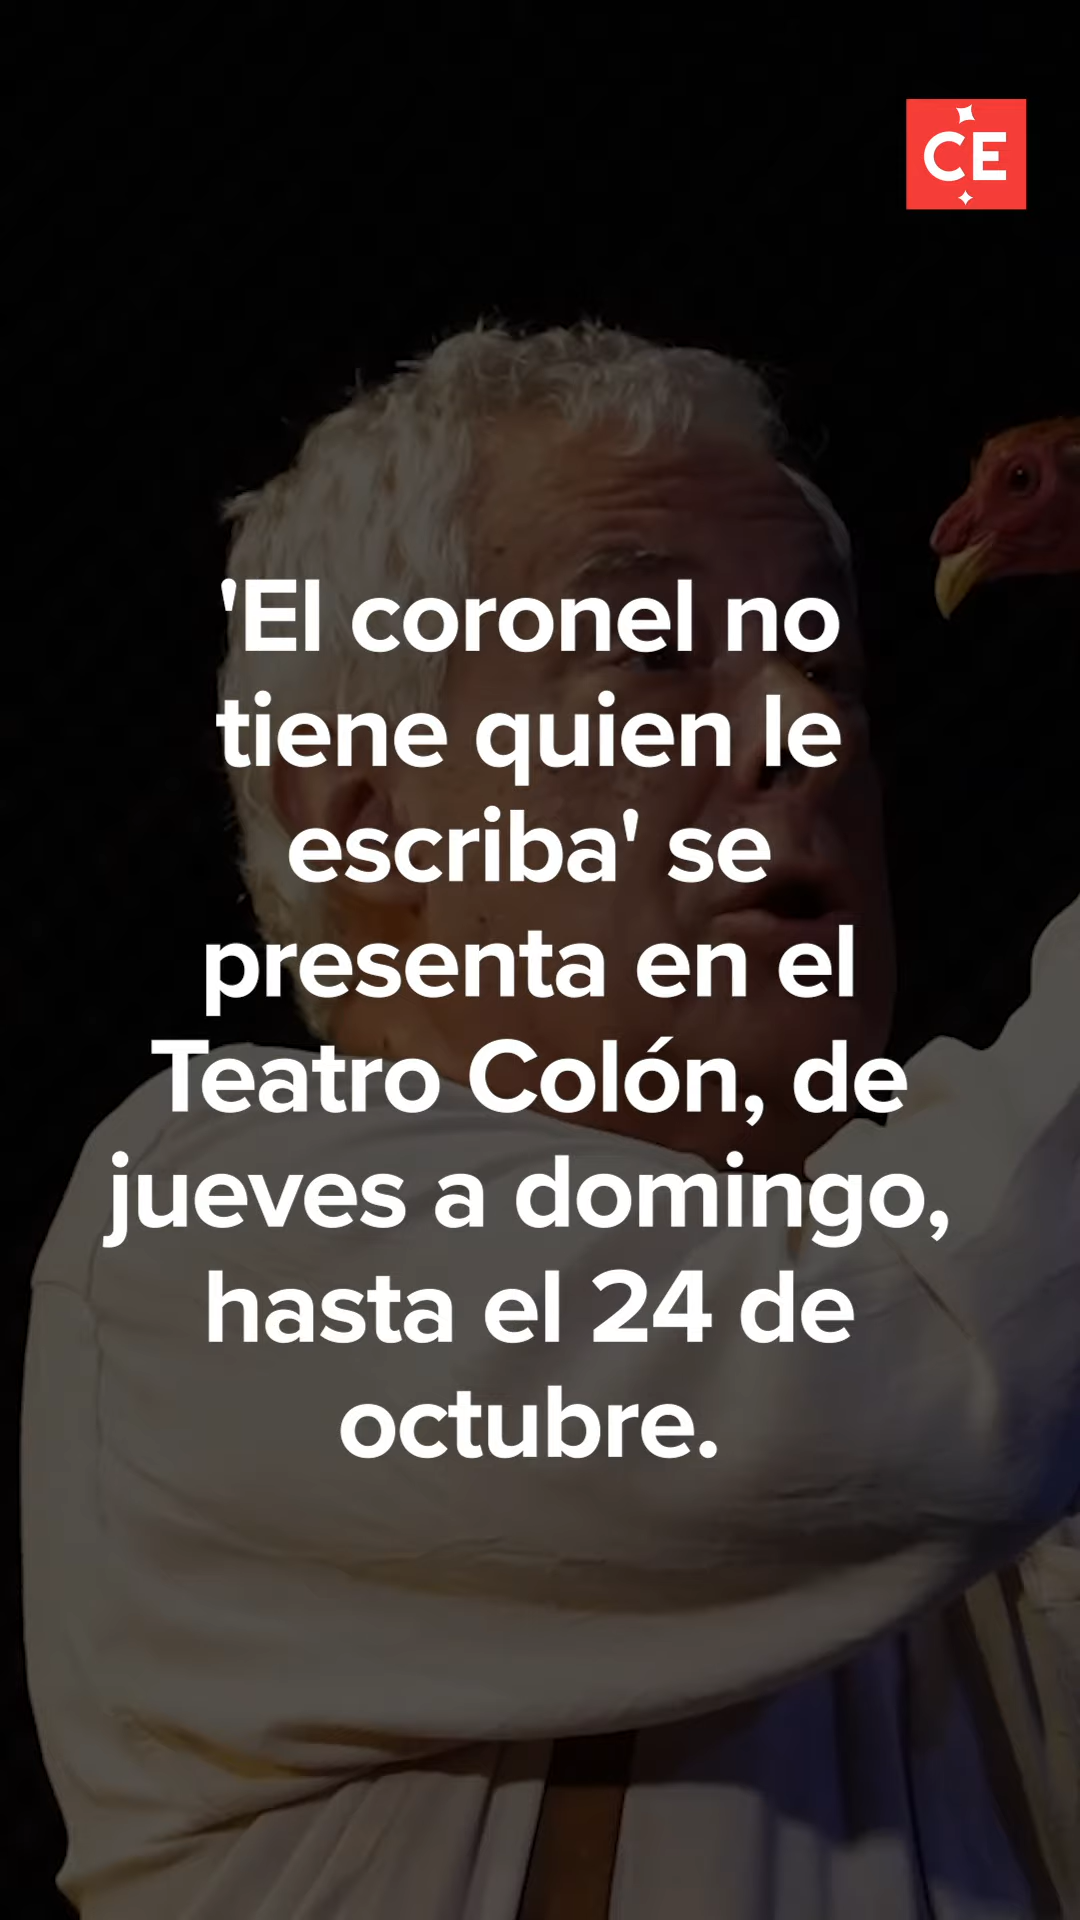 CE
'El coronel no
tiene quien le
escriba' se
presenta en el
Teatro Colón, de
jueves a domingo,
hasta el 24 de
octubre.